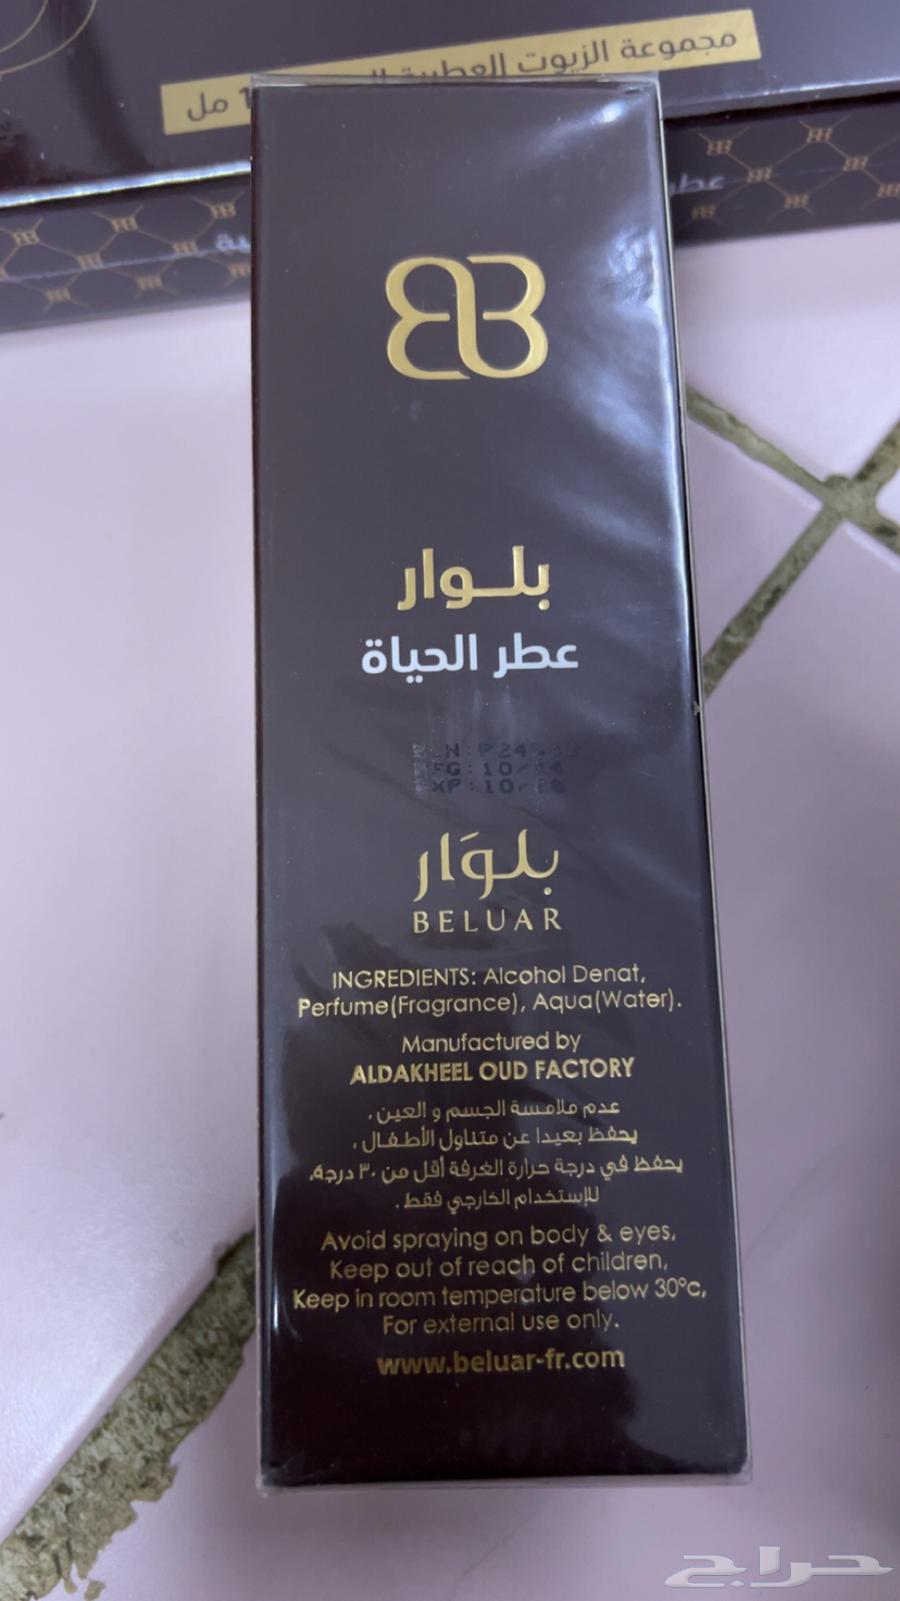 مجموعة الزيوت العطرية
مل
عطر
بلوار
عطر الحياة
بلوَار
BELUAR
INGREDIENTS: Alcohol Denat,
Perfume(Fragrance), Aqua(Water).
Manufactured by
ALDAKHEEL OUD FACTORY
عدم ملامسة الجسم و العين.
يحفظ بعيدا عن متناول الأطفال.
يحفظ في درجة حرارة الغرفة أقل من ٣٠ درجة.
للإستخدام الخارجي فقط.
Avoid spraying on body & eyes,
Keep out of reach of children,
Keep in room temperature below 30°c,
For external use only.
www.beluar-fr.com
حراج